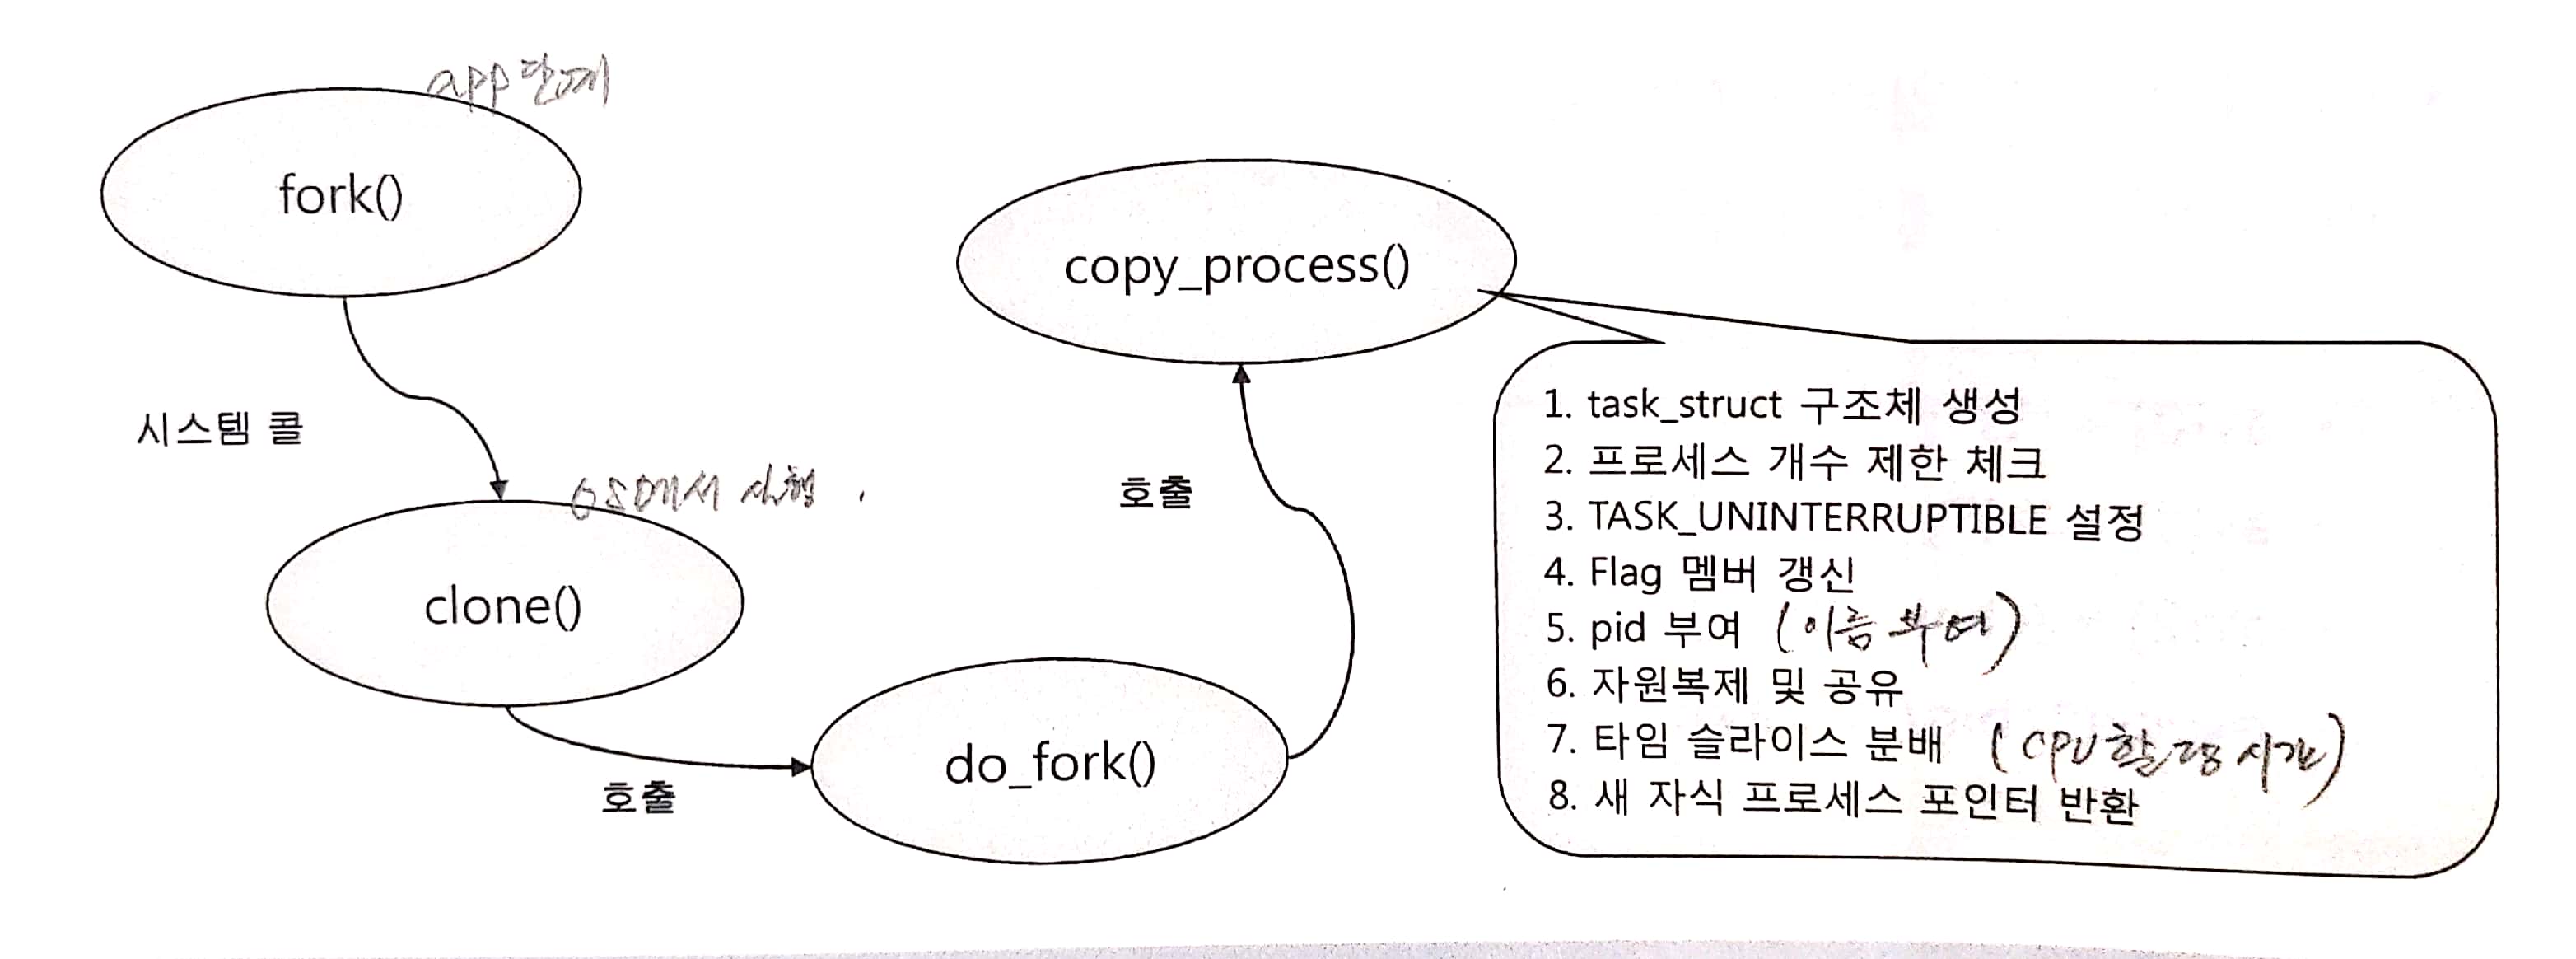 app단계
fork()
시스템 콜
OS에서 실행.
clone()
호출
do_fork()
호출
copy_process()
1. task_struct 구조체 생성
2. 프로세스 개수 제한 체크
3. TASK_UNINTERRUPTIBLE 설정
4. Flag 멤버 갱신
5. pid 부여 (이름 부여)
6. 자원복제 및 공유
7. 타임 슬라이스 분배 (CPU 할당 시간)
8. 새 자식 프로세스 포인터 반환